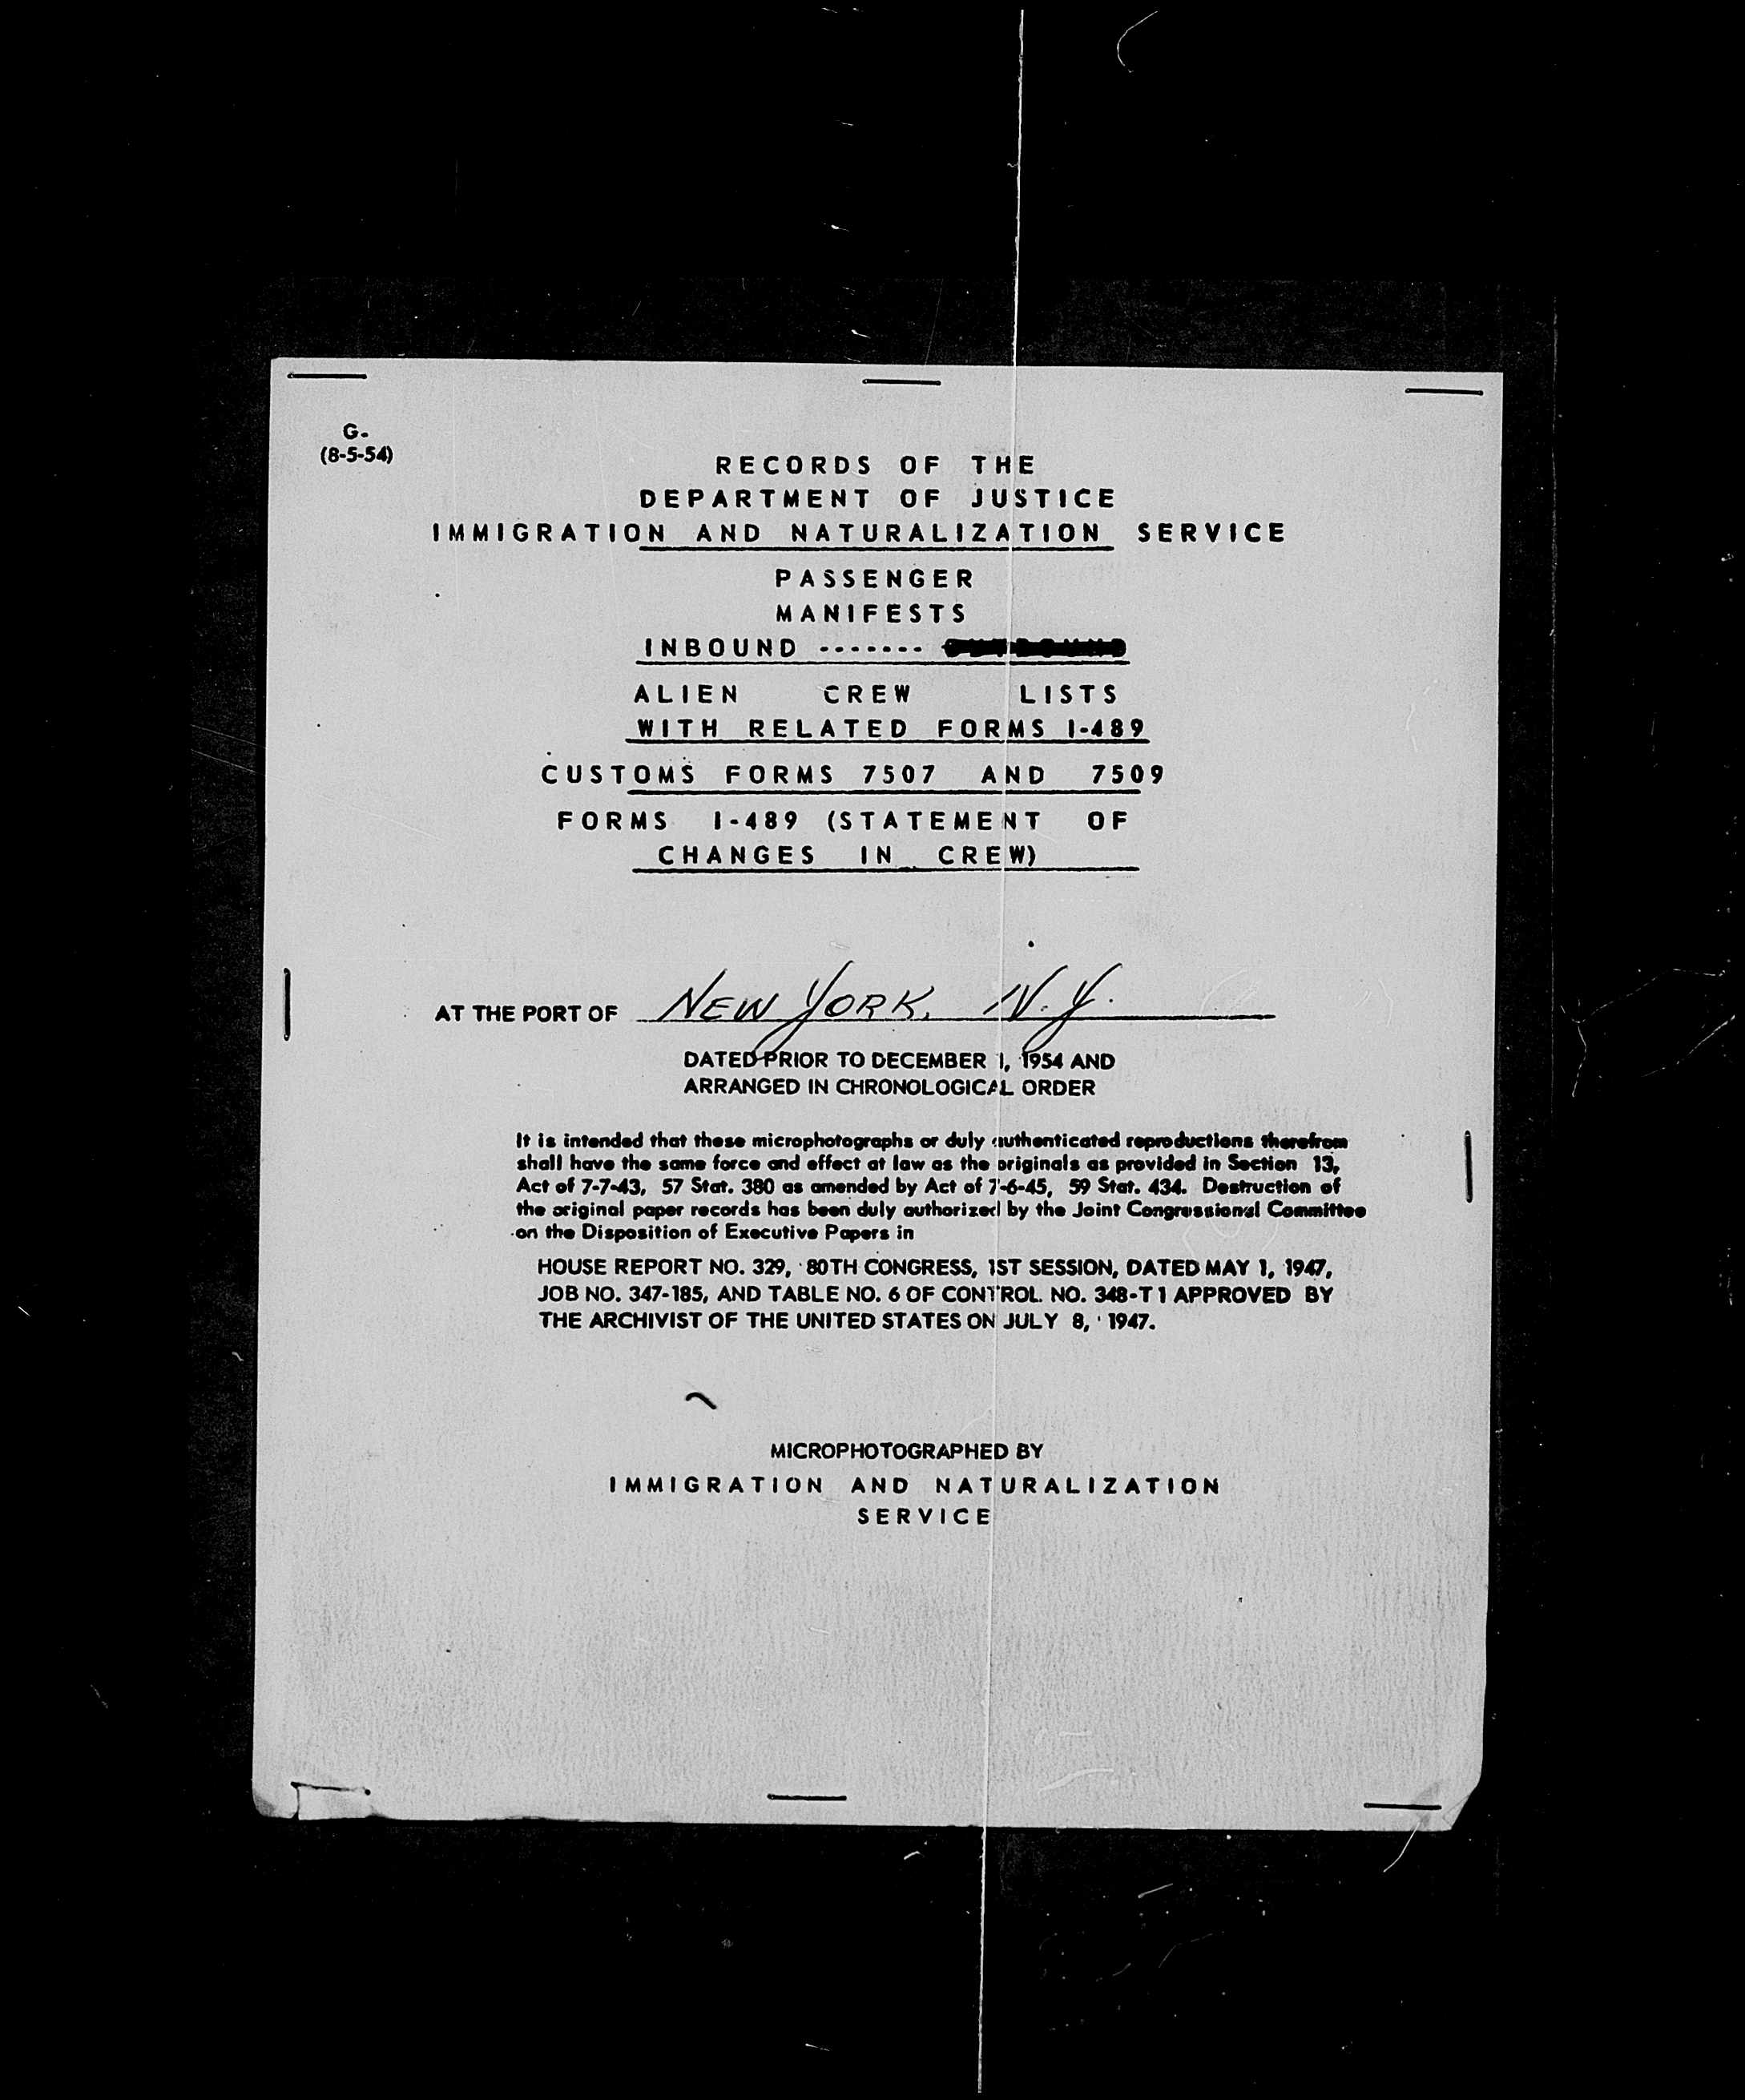 G-
(8-5-54)
RECORDS OF THE
DEPARTMENT OF JUSTICE
IMMIGRATION AND NATURALIZATION SERVICE
PASSENGER
MANIFESTS
INBOUND -------
ALIEN CREW LISTS
WITH RELATED FORMS I-489
CUSTOMS FORMS 7507 AND 7509
FORMS I-489 (STATEMENT OF
CHANGES IN CREW)
AT THE PORT OF NEW YORK, N.Y.
DATED PRIOR TO DECEMBER 1, 1954 AND
ARRANGED IN CHRONOLOGICAL ORDER
It is intended that these microphotographs or duly authenticated reproductions therefrom
shall have the same force and effect at law as the originals as provided in Section 13,
Act of 7-7-43, 57 Stat. 380 as amended by Act of 7-6-45, 59 Stat. 434. Destruction of
the original paper records has been duly authorized by the Joint Congressional Committee
on the Disposition of Executive Papers in
HOUSE REPORT NO. 329, 80TH CONGRESS, 1ST SESSION, DATED MAY 1, 1947,
JOB NO. 347-185, AND TABLE NO. 6 OF CONTROL NO. 348-T1 APPROVED BY
THE ARCHIVIST OF THE UNITED STATES ON JULY 8, 1947.
MICROPHOTOGRAPHED BY
IMMIGRATION AND NATURALIZATION
SERVICE